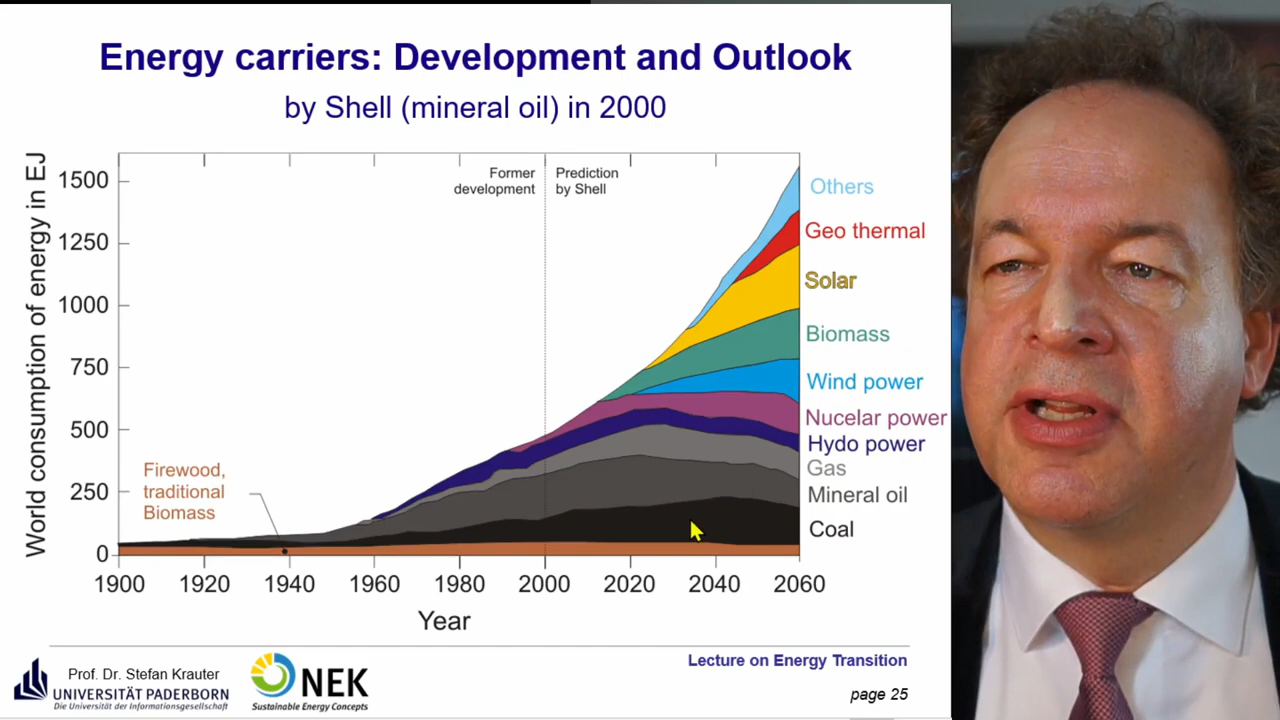 Energy carriers: Development and Outlook
by Shell (mineral oil) in 2000
World consumption of energy in EJ
1500
1250
1000
750
500
250
0
Former
development
Prediction
by Shell
Firewood,
traditional
Biomass
Others
Geo thermal
Solar
Biomass
Wind power
Nucelar power
Hydo power
Gas
Mineral oil
Coal
1900 1920 1940 1960 1980 2000 2020 2040 2060
Year
Prof. Dr. Stefan Krauter
UNIVERSITÄT PADERBORN
Die Universität der Informationsgesellschaft
NEK
Sustainable Energy Concepts
Lecture on Energy Transition
page 25